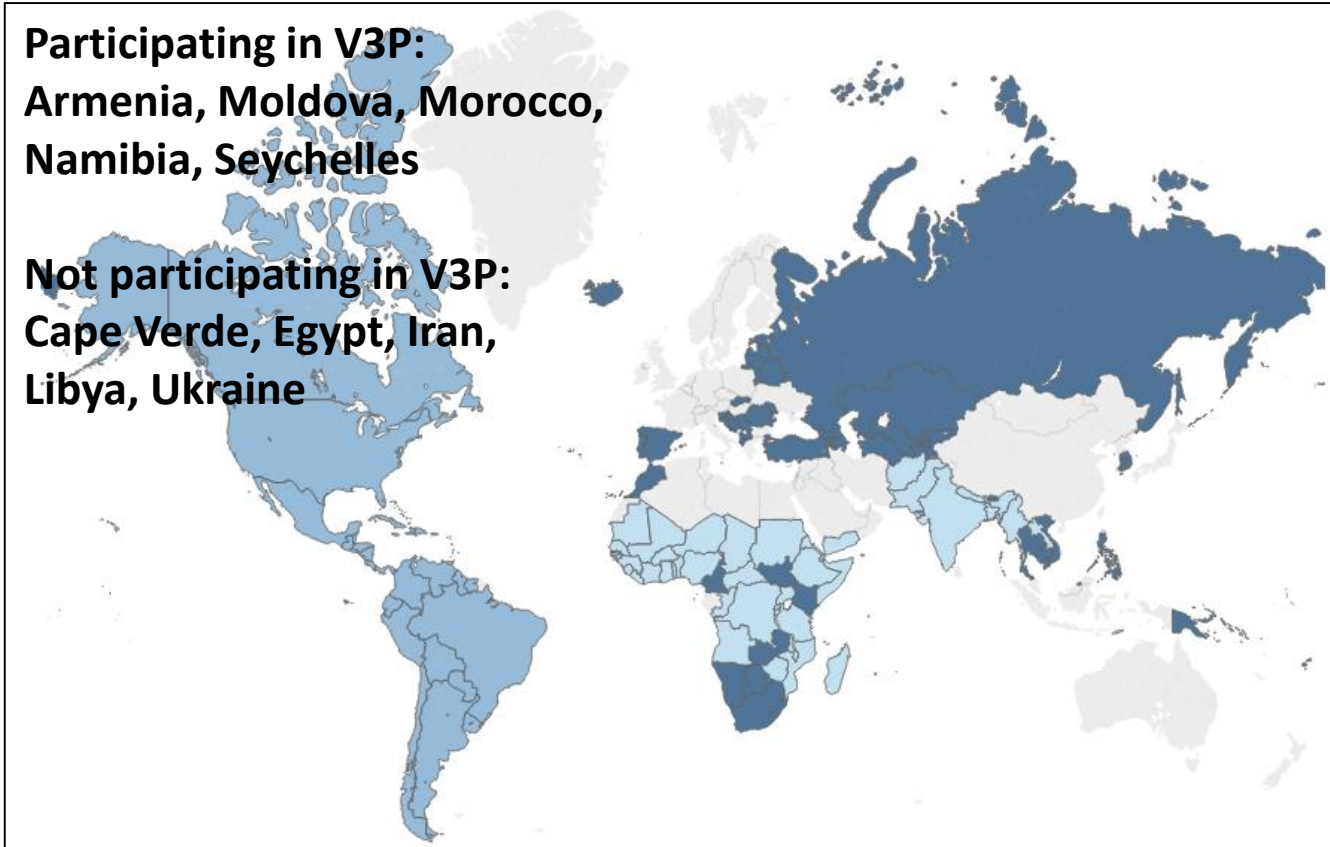 Participating in V3P:
Armenia, Moldova, Morocco,
Namibia, Seychelles
Not participating in V3P:
Cape Verde, Egypt, Iran,
Libya, Ukraine